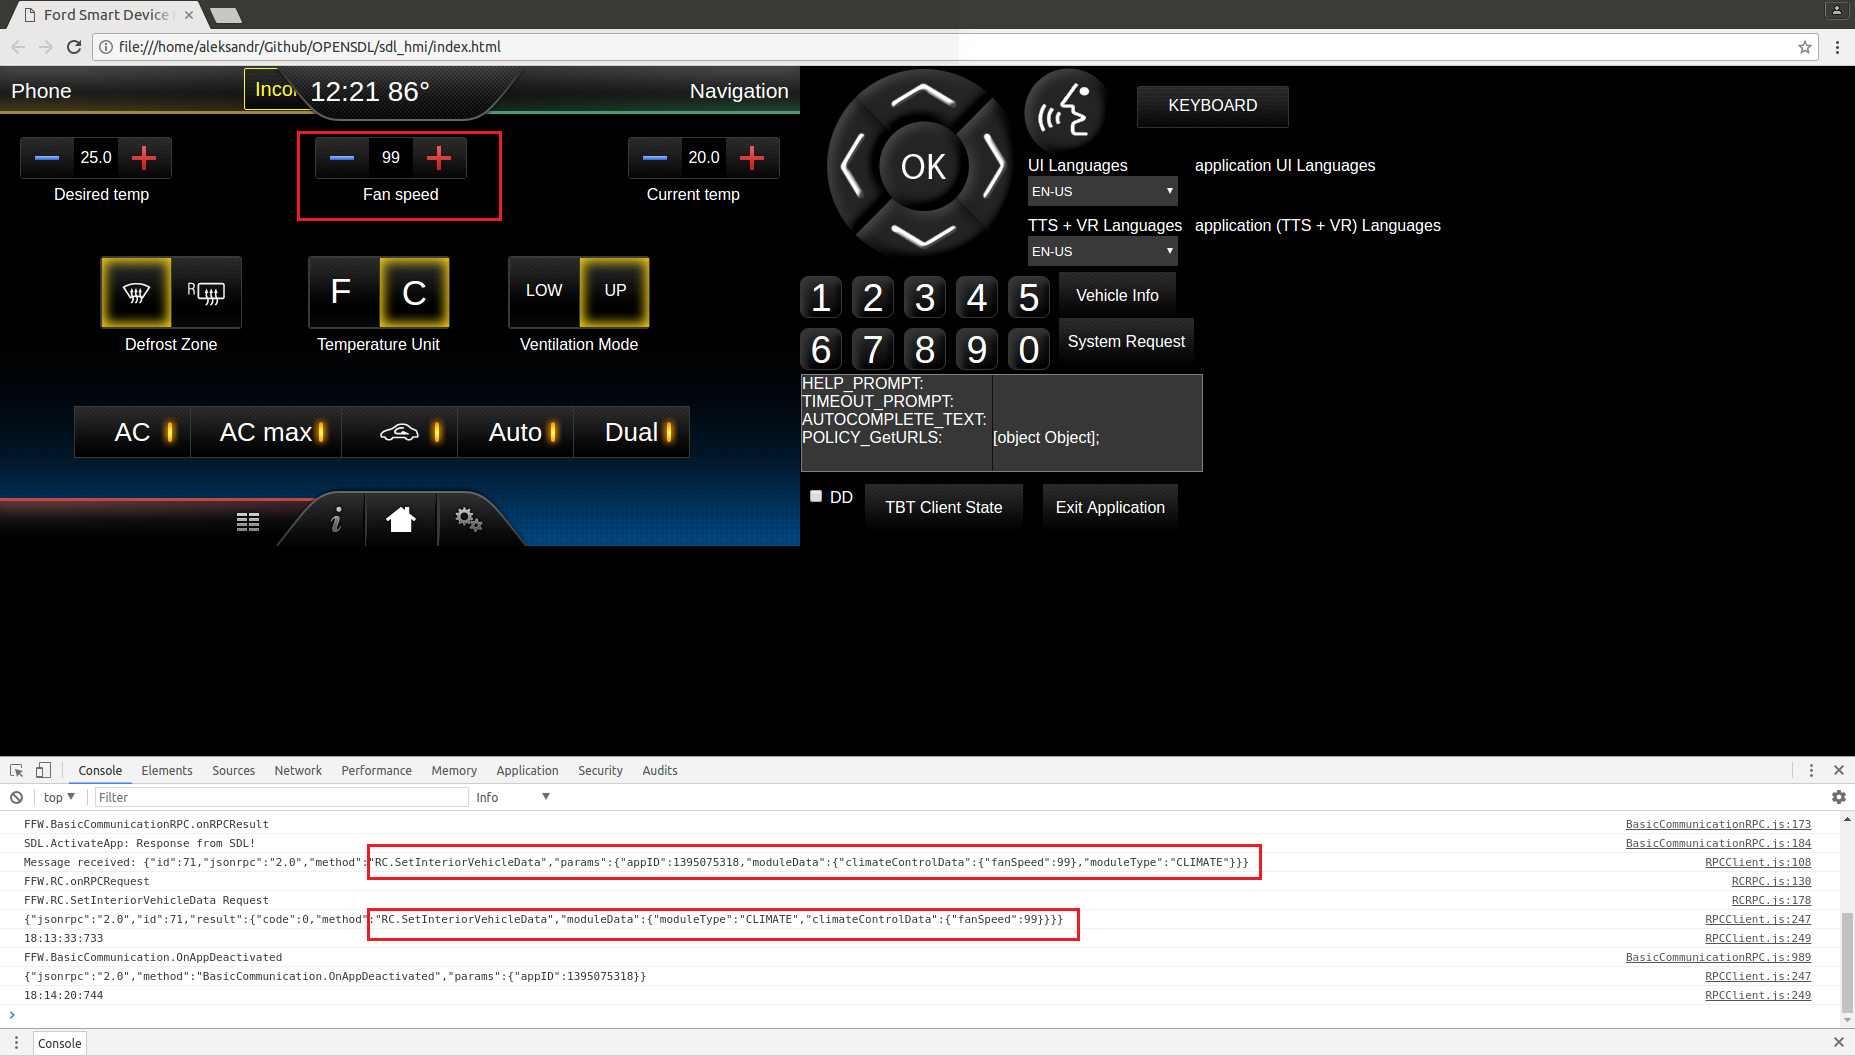 Ford Smart Device
file:///home/aleksandr/Github/OPENSDL/sdl_hmi/index.html
Phone
12:21 86°
Navigation
KEYBOARD
25.0
99
20.0
Desired temp
Fan speed
Current temp
OK
UI Languages
application UI Languages
EN-US
TTS + VR Languages
application (TTS + VR) Languages
EN-US
R
F
C
LOW
UP
Defrost Zone
Temperature Unit
Ventilation Mode
1 2 3 4 5
Vehicle Info
6 7 8 9 0
System Request
HELP_PROMPT:
TIMEOUT_PROMPT:
AUTOCOMPLETE_TEXT:
POLICY_GetURLS: [object Object];
AC
AC max
Auto
Dual
DD
TBT Client State
Exit Application
i
Console Elements Sources Network Performance Memory Application Security Audits
top
Filter
Info
FFW.BasicCommunicationRPC.onRPCResult BasicCommunicationRPC.js:173
SDL.ActivateApp: Response from SDL! BasicCommunicationRPC.js:184
Message received: {"id":71,"jsonrpc":"2.0","method":"RC.SetInteriorVehicleData","params":{"appID":1395075318,"moduleData":{"climateControlData":{"fanSpeed":99},"moduleType":"CLIMATE"}}} RPCClient.js:108
FFW.RC.onRPCRequest RCRPC.js:130
FFW.RC.SetInteriorVehicleData Request RCRPC.js:178
{"jsonrpc":"2.0","id":71,"result":{"code":0,"method":"RC.SetInteriorVehicleData","moduleData":{"moduleType":"CLIMATE","climateControlData":{"fanSpeed":99}}}} RPCClient.js:247
18:13:33:733 RPCClient.js:249
FFW.BasicCommunication.OnAppDeactivated BasicCommunicationRPC.js:989
{"jsonrpc":"2.0","method":"BasicCommunication.OnAppDeactivated","params":{"appID":1395075318}} RPCClient.js:247
18:14:20:744 RPCClient.js:249
Console